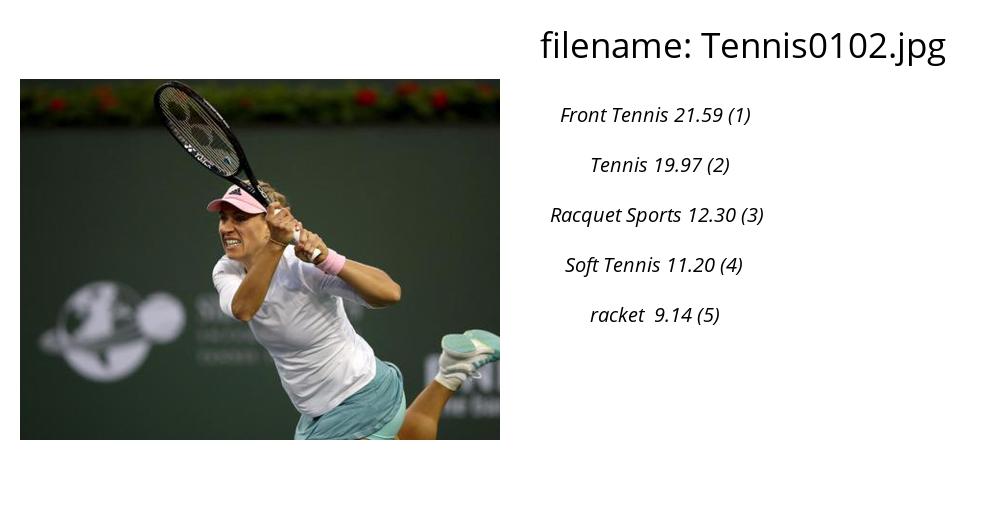 filename: Tennis0102.jpg
Front Tennis 21.59 (1)
Tennis 19.97 (2)
Racquet Sports 12.30 (3)
Soft Tennis 11.20 (4)
racket  9.14 (5)